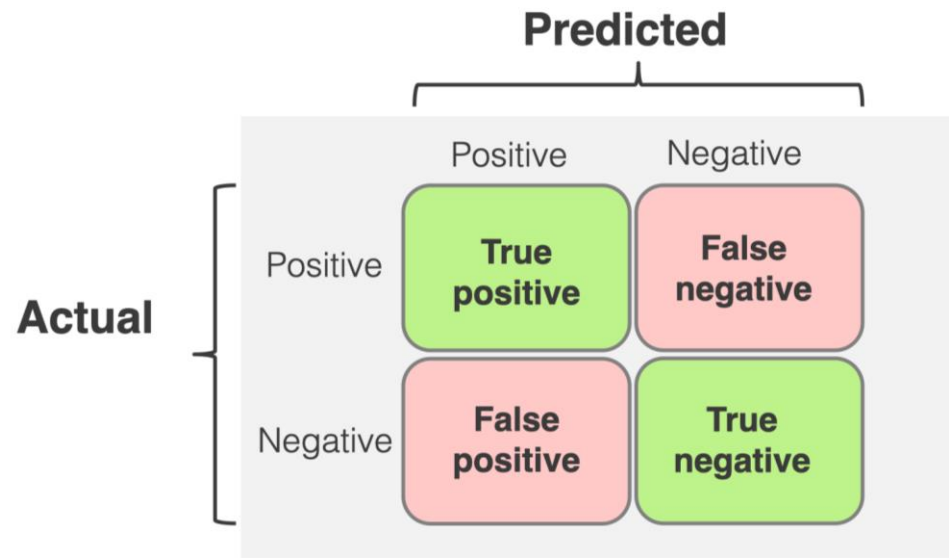 Predicted
Positive Negative
Positive
True
positive
False
negative
Actual
Negative
False
positive
True
negative